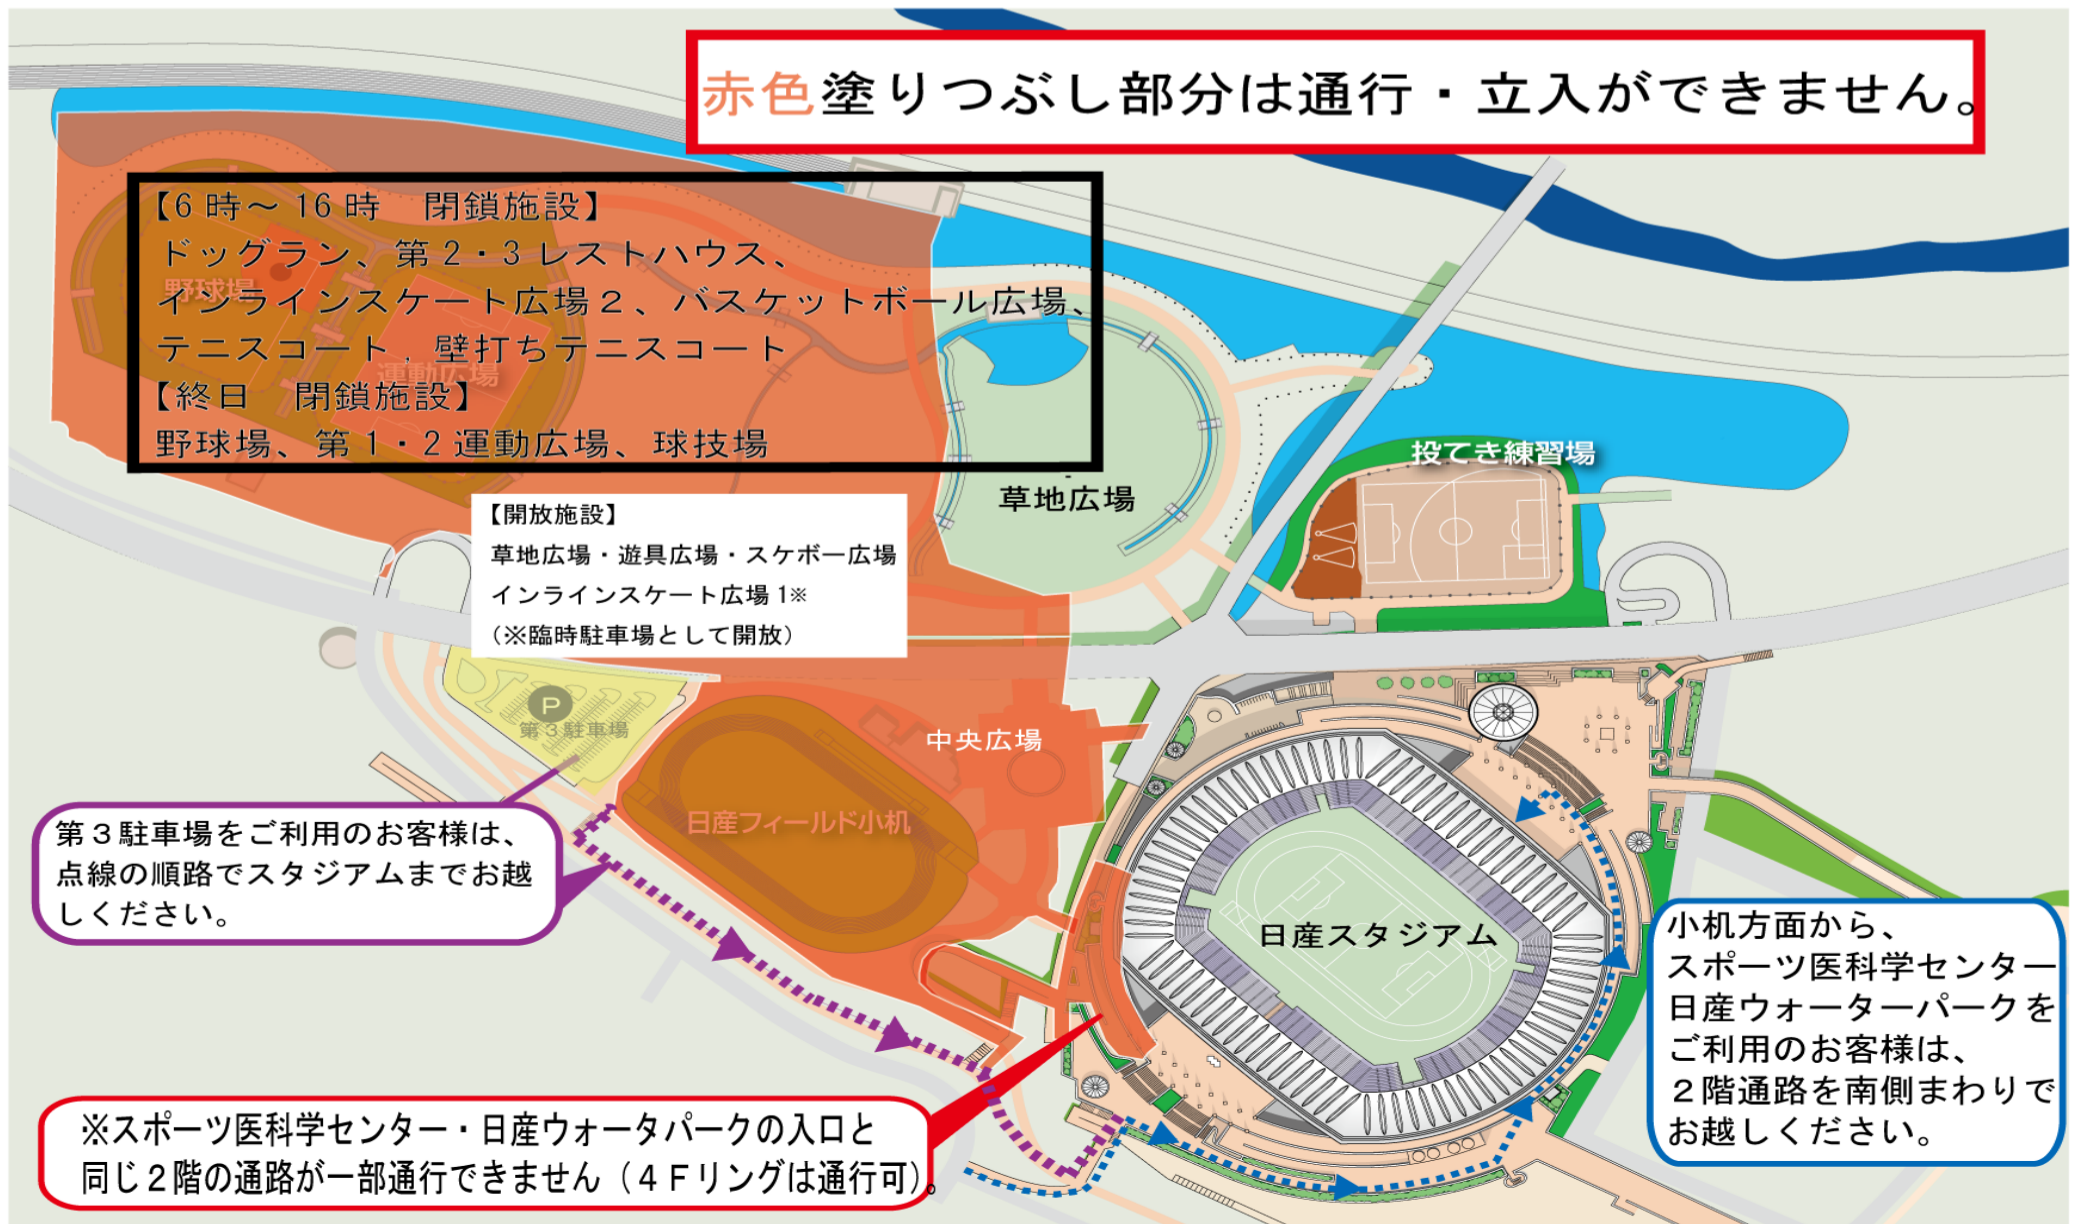 赤色塗りつぶし部分は通行・立入ができません。
【6時～16時　閉鎖施設】
ドッグラン、第2・3レストハウス、
インラインスケート広場2、バスケットボール広場、
テニスコート，壁打ちテニスコート
【終日　閉鎖施設】
野球場、第1・2運動広場、球技場
野球場
運動広場
【開放施設】
草地広場・遊具広場・スケボー広場
インラインスケート広場1※
（※臨時駐車場として開放）
草地広場
投てき練習場
P
第3駐車場
中央広場
日産フィールド小机
日産スタジアム
第3駐車場をご利用のお客様は、
点線の順路でスタジアムまでお越
しください。
小机方面から、
スポーツ医科学センター
日産ウォーターパークを
ご利用のお客様は、
2階通路を南側まわりで
お越しください。
※スポーツ医科学センター・日産ウォータパークの入口と
同じ2階の通路が一部通行できません（4Fリングは通行可）。